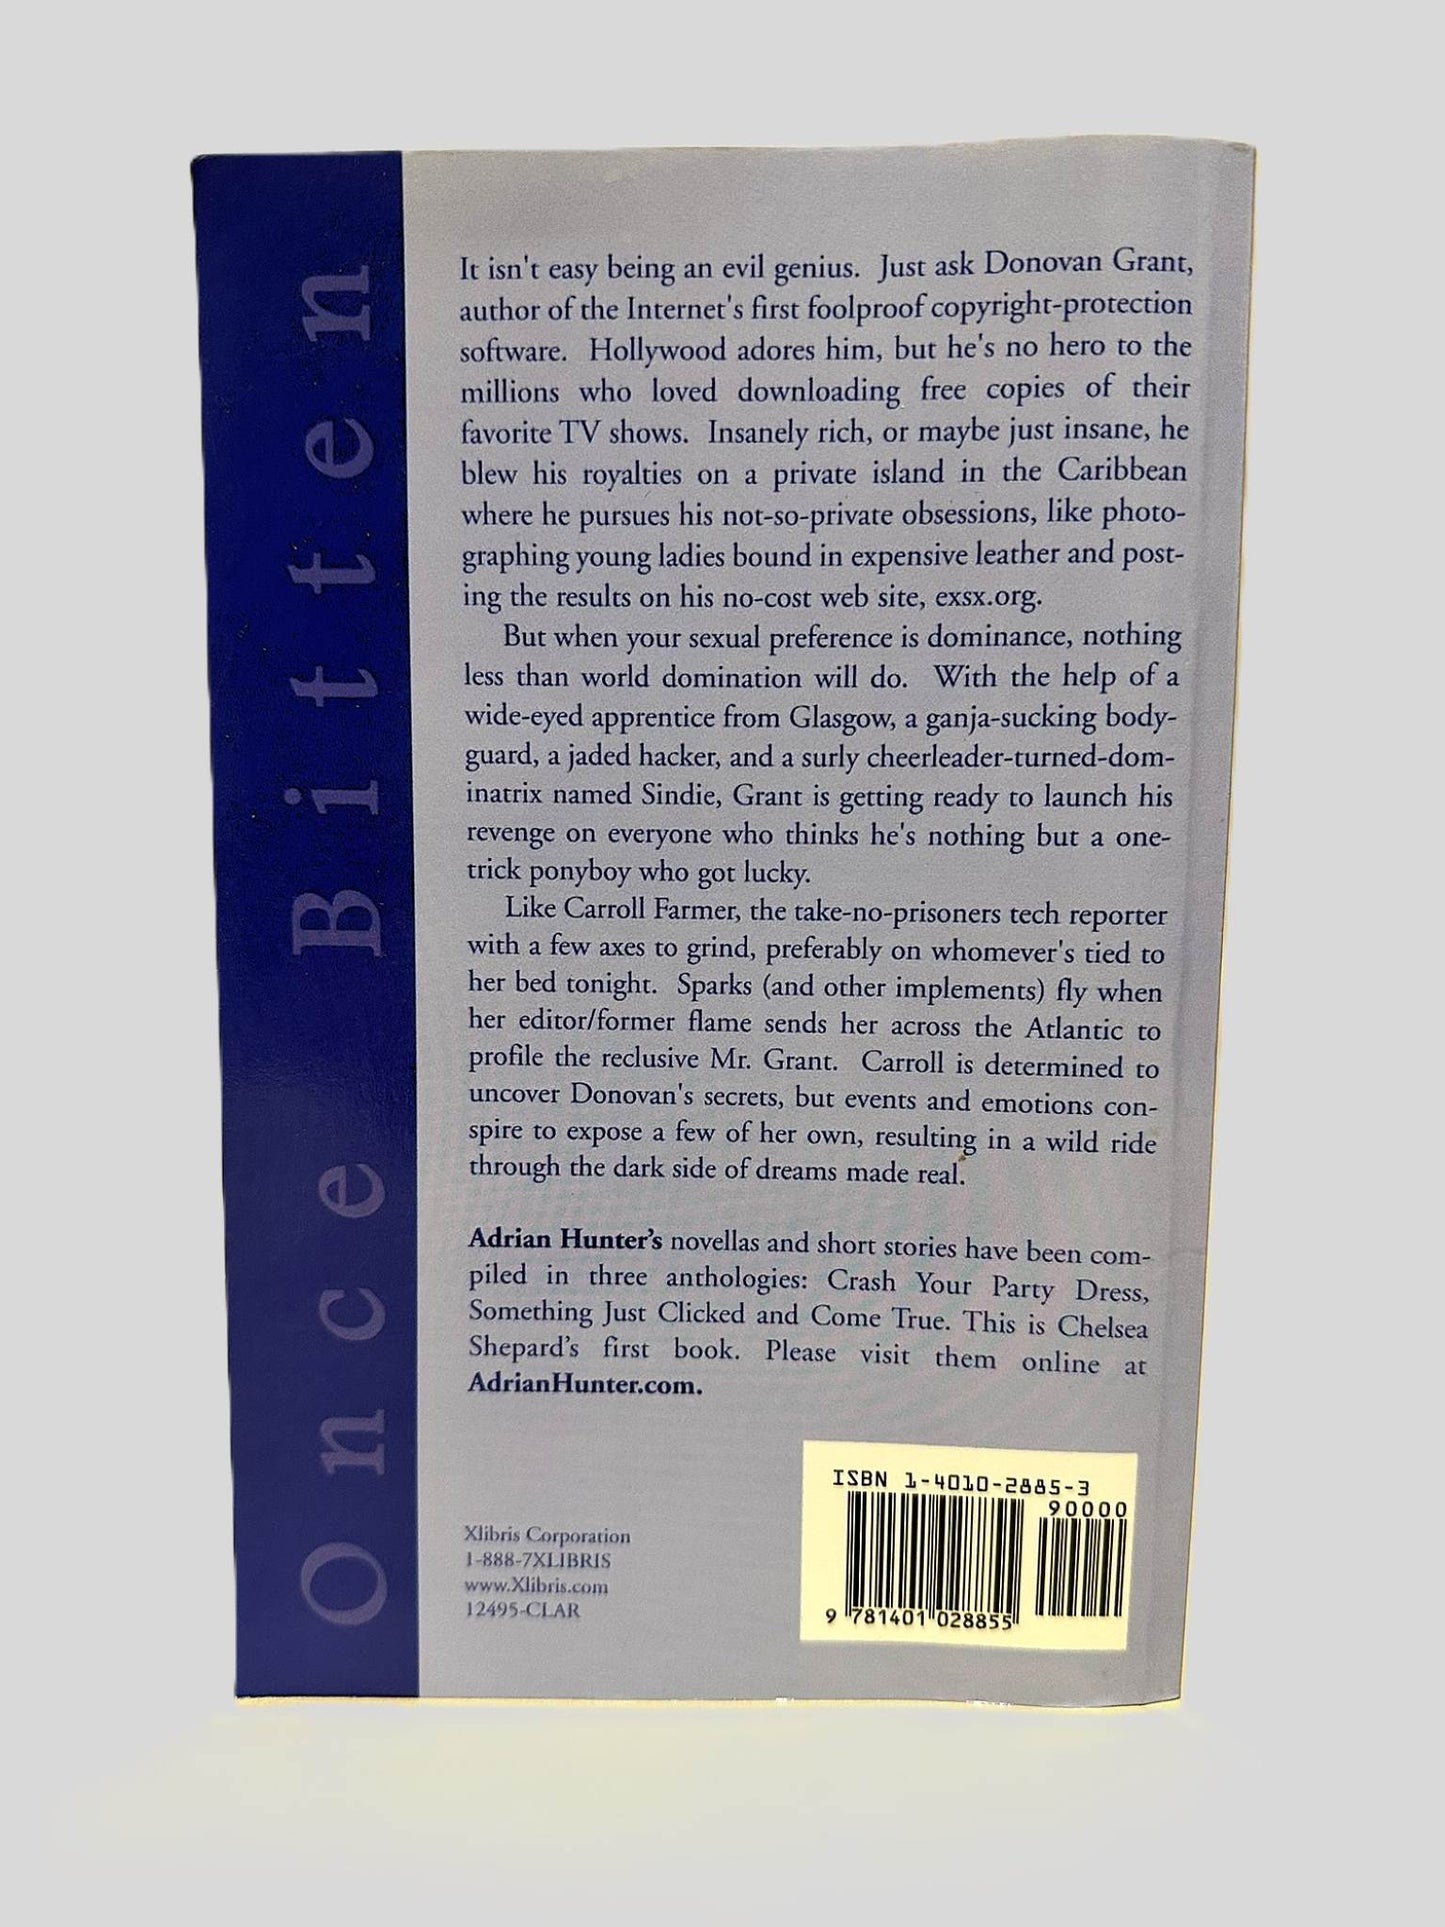 Once Bitten
It isn't easy being an evil genius. Just ask Donovan Grant,
author of the Internet's first foolproof copyright-protection
software. Hollywood adores him, but he's no hero to the
millions who loved downloading free copies of their
favorite TV shows. Insanely rich, or maybe just insane, he
blew his royalties on a private island in the Caribbean
where he pursues his not-so-private obsessions, like photo-
graphing young ladies bound in expensive leather and post-
ing the results on his no-cost web site, exsx.org.
But when your sexual preference is dominance, nothing
less than world domination will do. With the help of a
wide-eyed apprentice from Glasgow, a ganja-sucking body-
guard, a jaded hacker, and a surly cheerleader-turned-dom-
inatrix named Sindie, Grant is getting ready to launch his
revenge on everyone who thinks he's nothing but a one-
trick ponyboy who got lucky.
Like Carroll Farmer, the take-no-prisoners tech reporter
with a few axes to grind, preferably on whomever's tied to
her bed tonight. Sparks (and other implements) fly when
her editor/former flame sends her across the Atlantic to
profile the reclusive Mr. Grant. Carroll is determined to
uncover Donovan's secrets, but events and emotions con-
spire to expose a few of her own, resulting in a wild ride
through the dark side of dreams made real.
Adrian Hunter's novellas and short stories have been com-
piled in three anthologies: Crash Your Party Dress,
Something Just Clicked and Come True. This is Chelsea
Shepard's first book. Please visit them online at
AdrianHunter.com.
Xlibris Corporation
1-888-7XLIBRIS
www.Xlibris.com
12495-CLAR
ISBN 1-4010-2885-3
90000
9 781401 028855